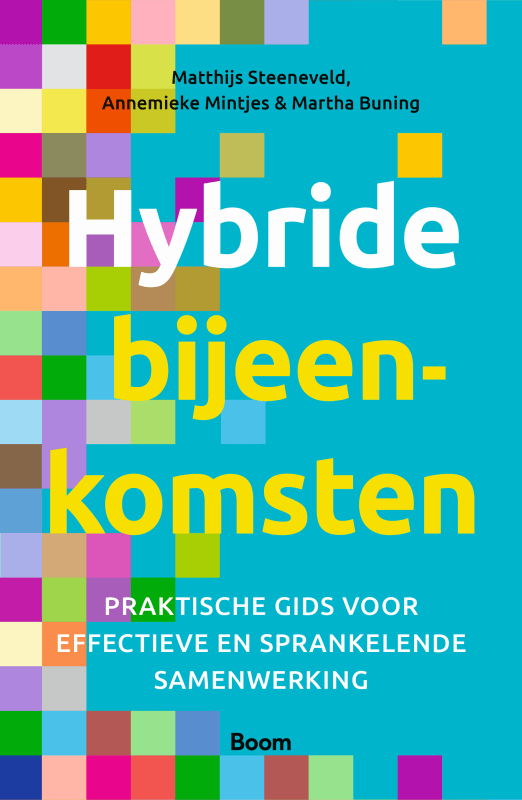 Matthijs Steeneveld,
Annemieke Mintjes & Martha Buning
Hybride
bijeen-
komsten
PRAKTISCHE GIDS VOOR
EFFECTIEVE EN SPRANKELENDE
SAMENWERKING
Boom